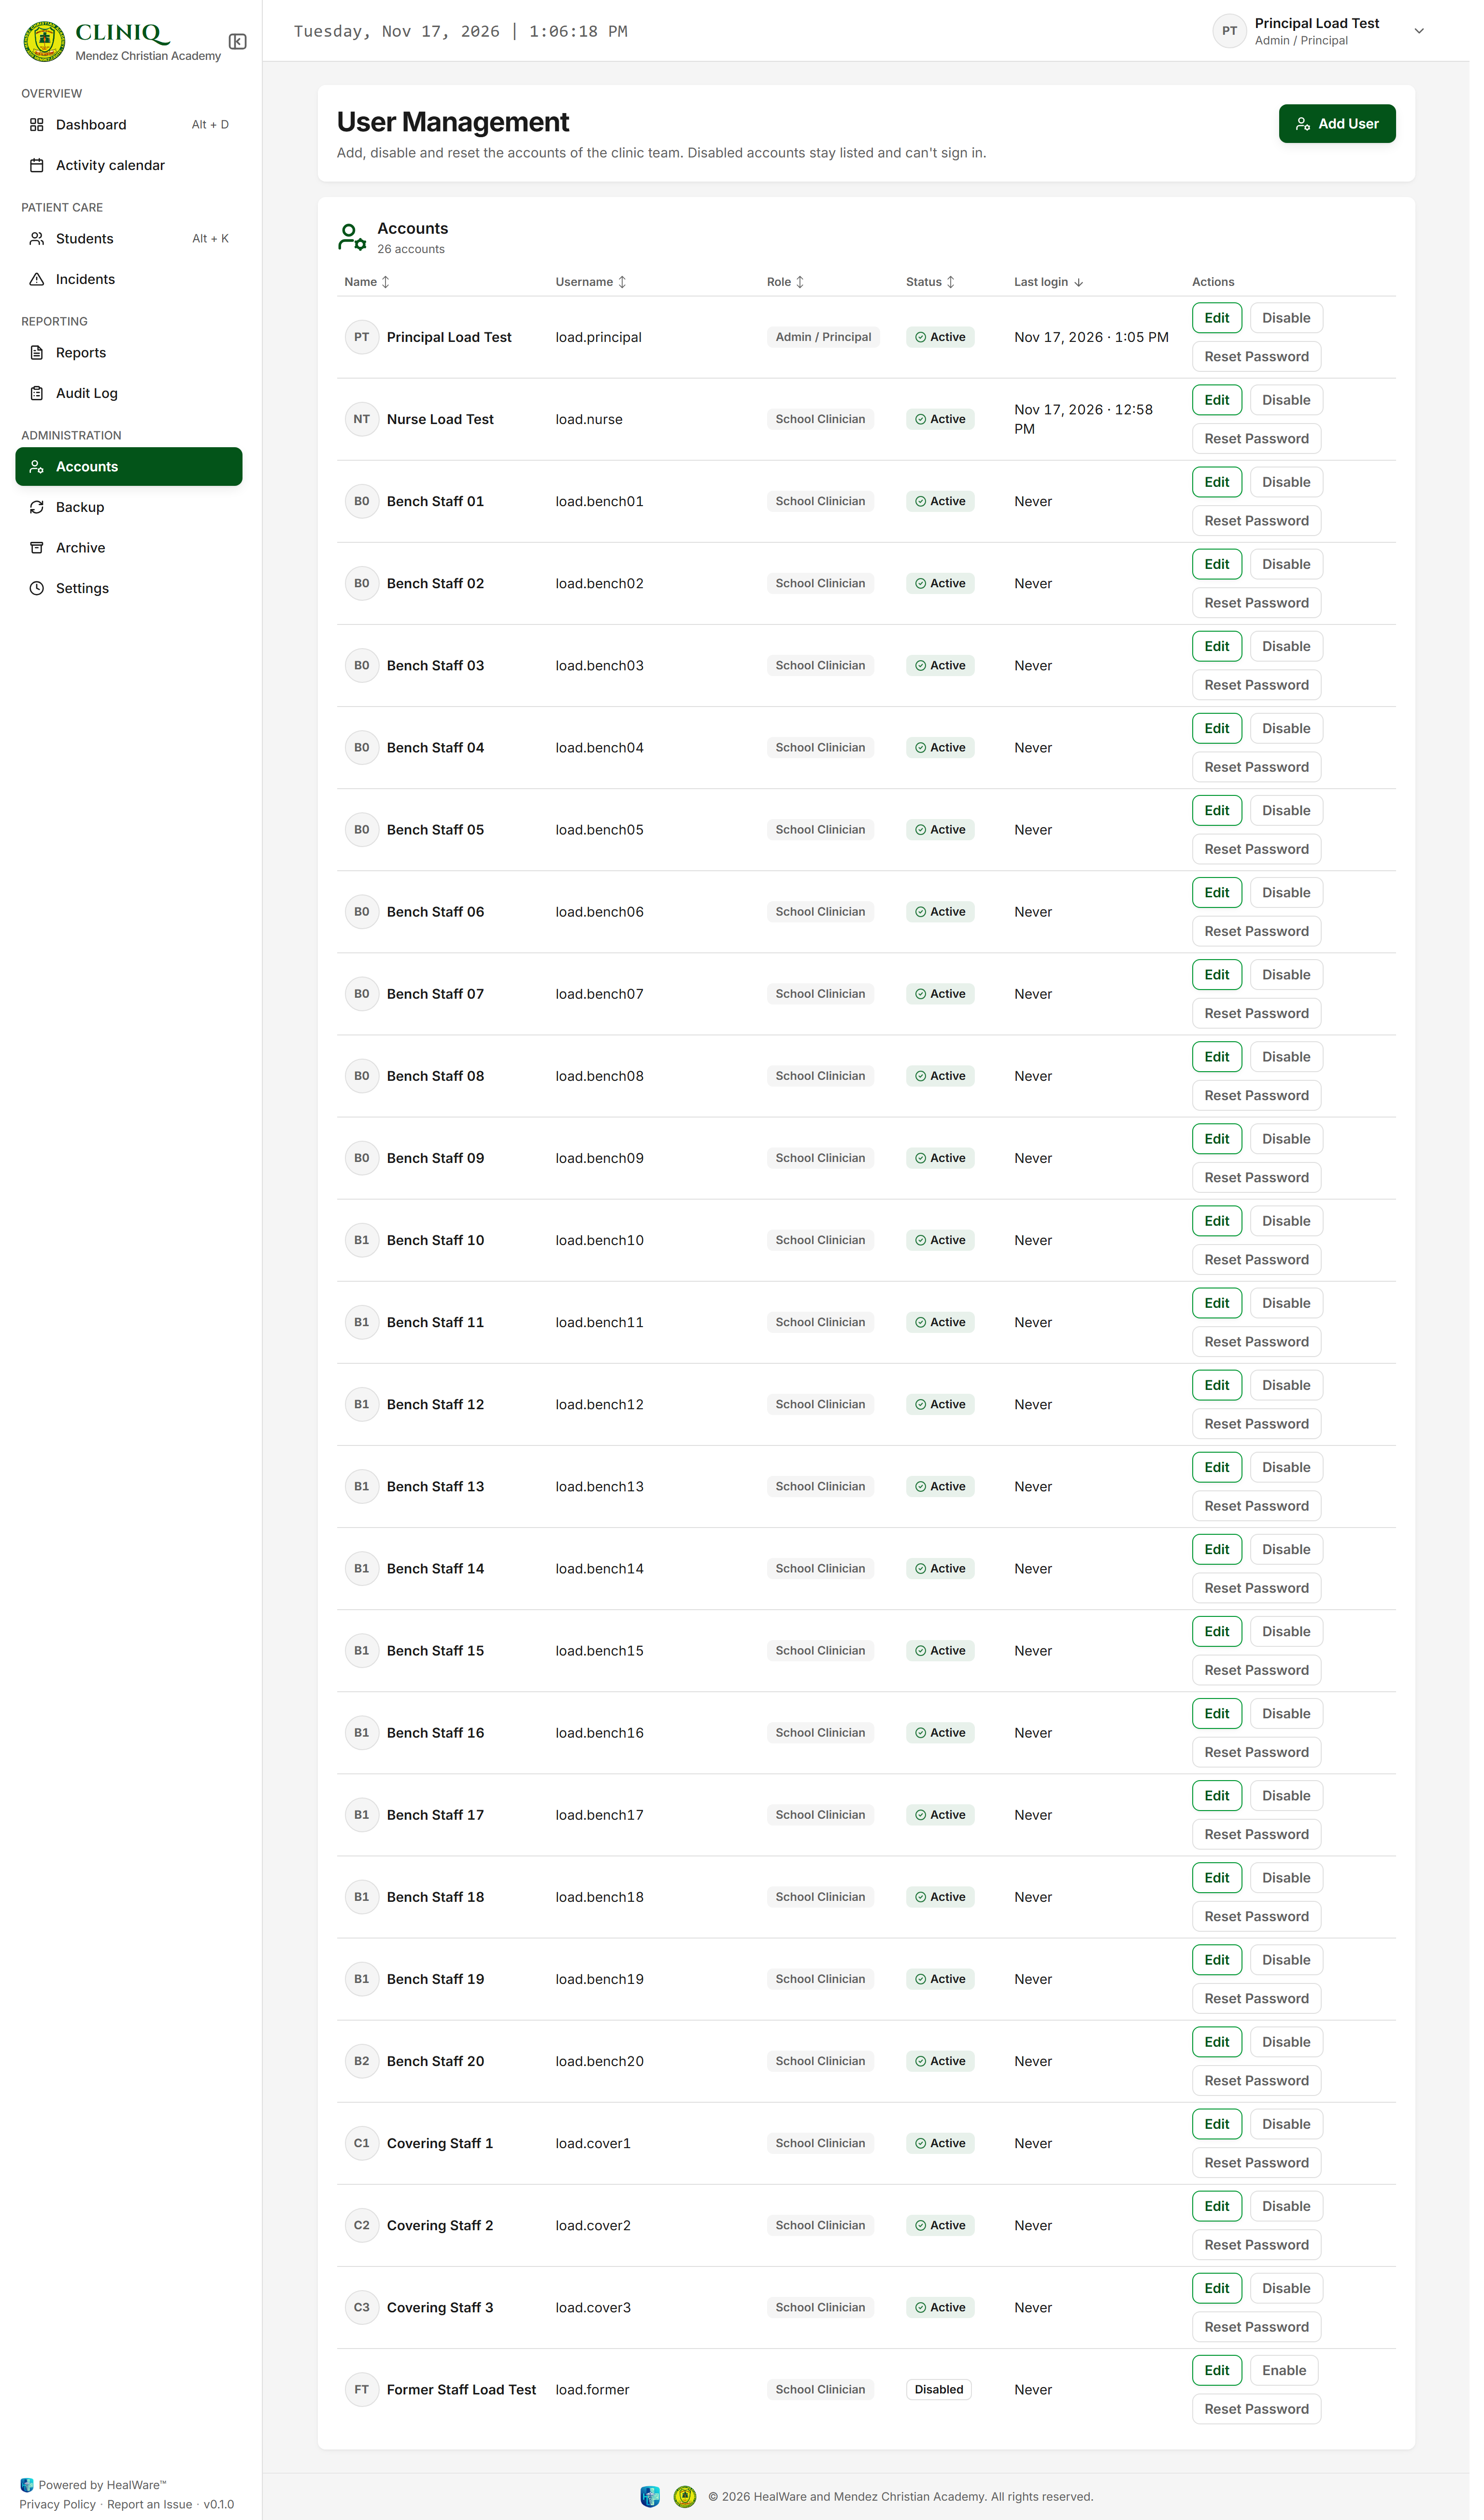 CLINIQ
Mendez Christian Academy
Tuesday, Nov 17, 2026 | 1:06:18 PM
PT
Principal Load Test
Admin / Principal
OVERVIEW
Dashboard Alt + D
Activity calendar
PATIENT CARE
Students Alt + K
Incidents
REPORTING
Reports
Audit Log
ADMINISTRATION
Accounts
Backup
Archive
Settings
User Management
Add, disable and reset the accounts of the clinic team. Disabled accounts stay listed and can't sign in.
Add User
Accounts
26 accounts
Name Username Role Status Last login Actions
PT Principal Load Test load.principal Admin / Principal Active Nov 17, 2026 · 1:05 PM Edit Disable
Reset Password
NT Nurse Load Test load.nurse School Clinician Active Nov 17, 2026 · 12:58 PM Edit Disable
Reset Password
B0 Bench Staff 01 load.bench01 School Clinician Active Never Edit Disable
Reset Password
B0 Bench Staff 02 load.bench02 School Clinician Active Never Edit Disable
Reset Password
B0 Bench Staff 03 load.bench03 School Clinician Active Never Edit Disable
Reset Password
B0 Bench Staff 04 load.bench04 School Clinician Active Never Edit Disable
Reset Password
B0 Bench Staff 05 load.bench05 School Clinician Active Never Edit Disable
Reset Password
B0 Bench Staff 06 load.bench06 School Clinician Active Never Edit Disable
Reset Password
B0 Bench Staff 07 load.bench07 School Clinician Active Never Edit Disable
Reset Password
B0 Bench Staff 08 load.bench08 School Clinician Active Never Edit Disable
Reset Password
B0 Bench Staff 09 load.bench09 School Clinician Active Never Edit Disable
Reset Password
B1 Bench Staff 10 load.bench10 School Clinician Active Never Edit Disable
Reset Password
B1 Bench Staff 11 load.bench11 School Clinician Active Never Edit Disable
Reset Password
B1 Bench Staff 12 load.bench12 School Clinician Active Never Edit Disable
Reset Password
B1 Bench Staff 13 load.bench13 School Clinician Active Never Edit Disable
Reset Password
B1 Bench Staff 14 load.bench14 School Clinician Active Never Edit Disable
Reset Password
B1 Bench Staff 15 load.bench15 School Clinician Active Never Edit Disable
Reset Password
B1 Bench Staff 16 load.bench16 School Clinician Active Never Edit Disable
Reset Password
B1 Bench Staff 17 load.bench17 School Clinician Active Never Edit Disable
Reset Password
B1 Bench Staff 18 load.bench18 School Clinician Active Never Edit Disable
Reset Password
B1 Bench Staff 19 load.bench19 School Clinician Active Never Edit Disable
Reset Password
B2 Bench Staff 20 load.bench20 School Clinician Active Never Edit Disable
Reset Password
C1 Covering Staff 1 load.cover1 School Clinician Active Never Edit Disable
Reset Password
C2 Covering Staff 2 load.cover2 School Clinician Active Never Edit Disable
Reset Password
C3 Covering Staff 3 load.cover3 School Clinician Active Never Edit Disable
Reset Password
FT Former Staff Load Test load.former School Clinician Disabled Never Edit Enable
Reset Password
Powered by HealWare™
Privacy Policy · Report an Issue · v0.1.0
© 2026 HealWare and Mendez Christian Academy. All rights reserved.